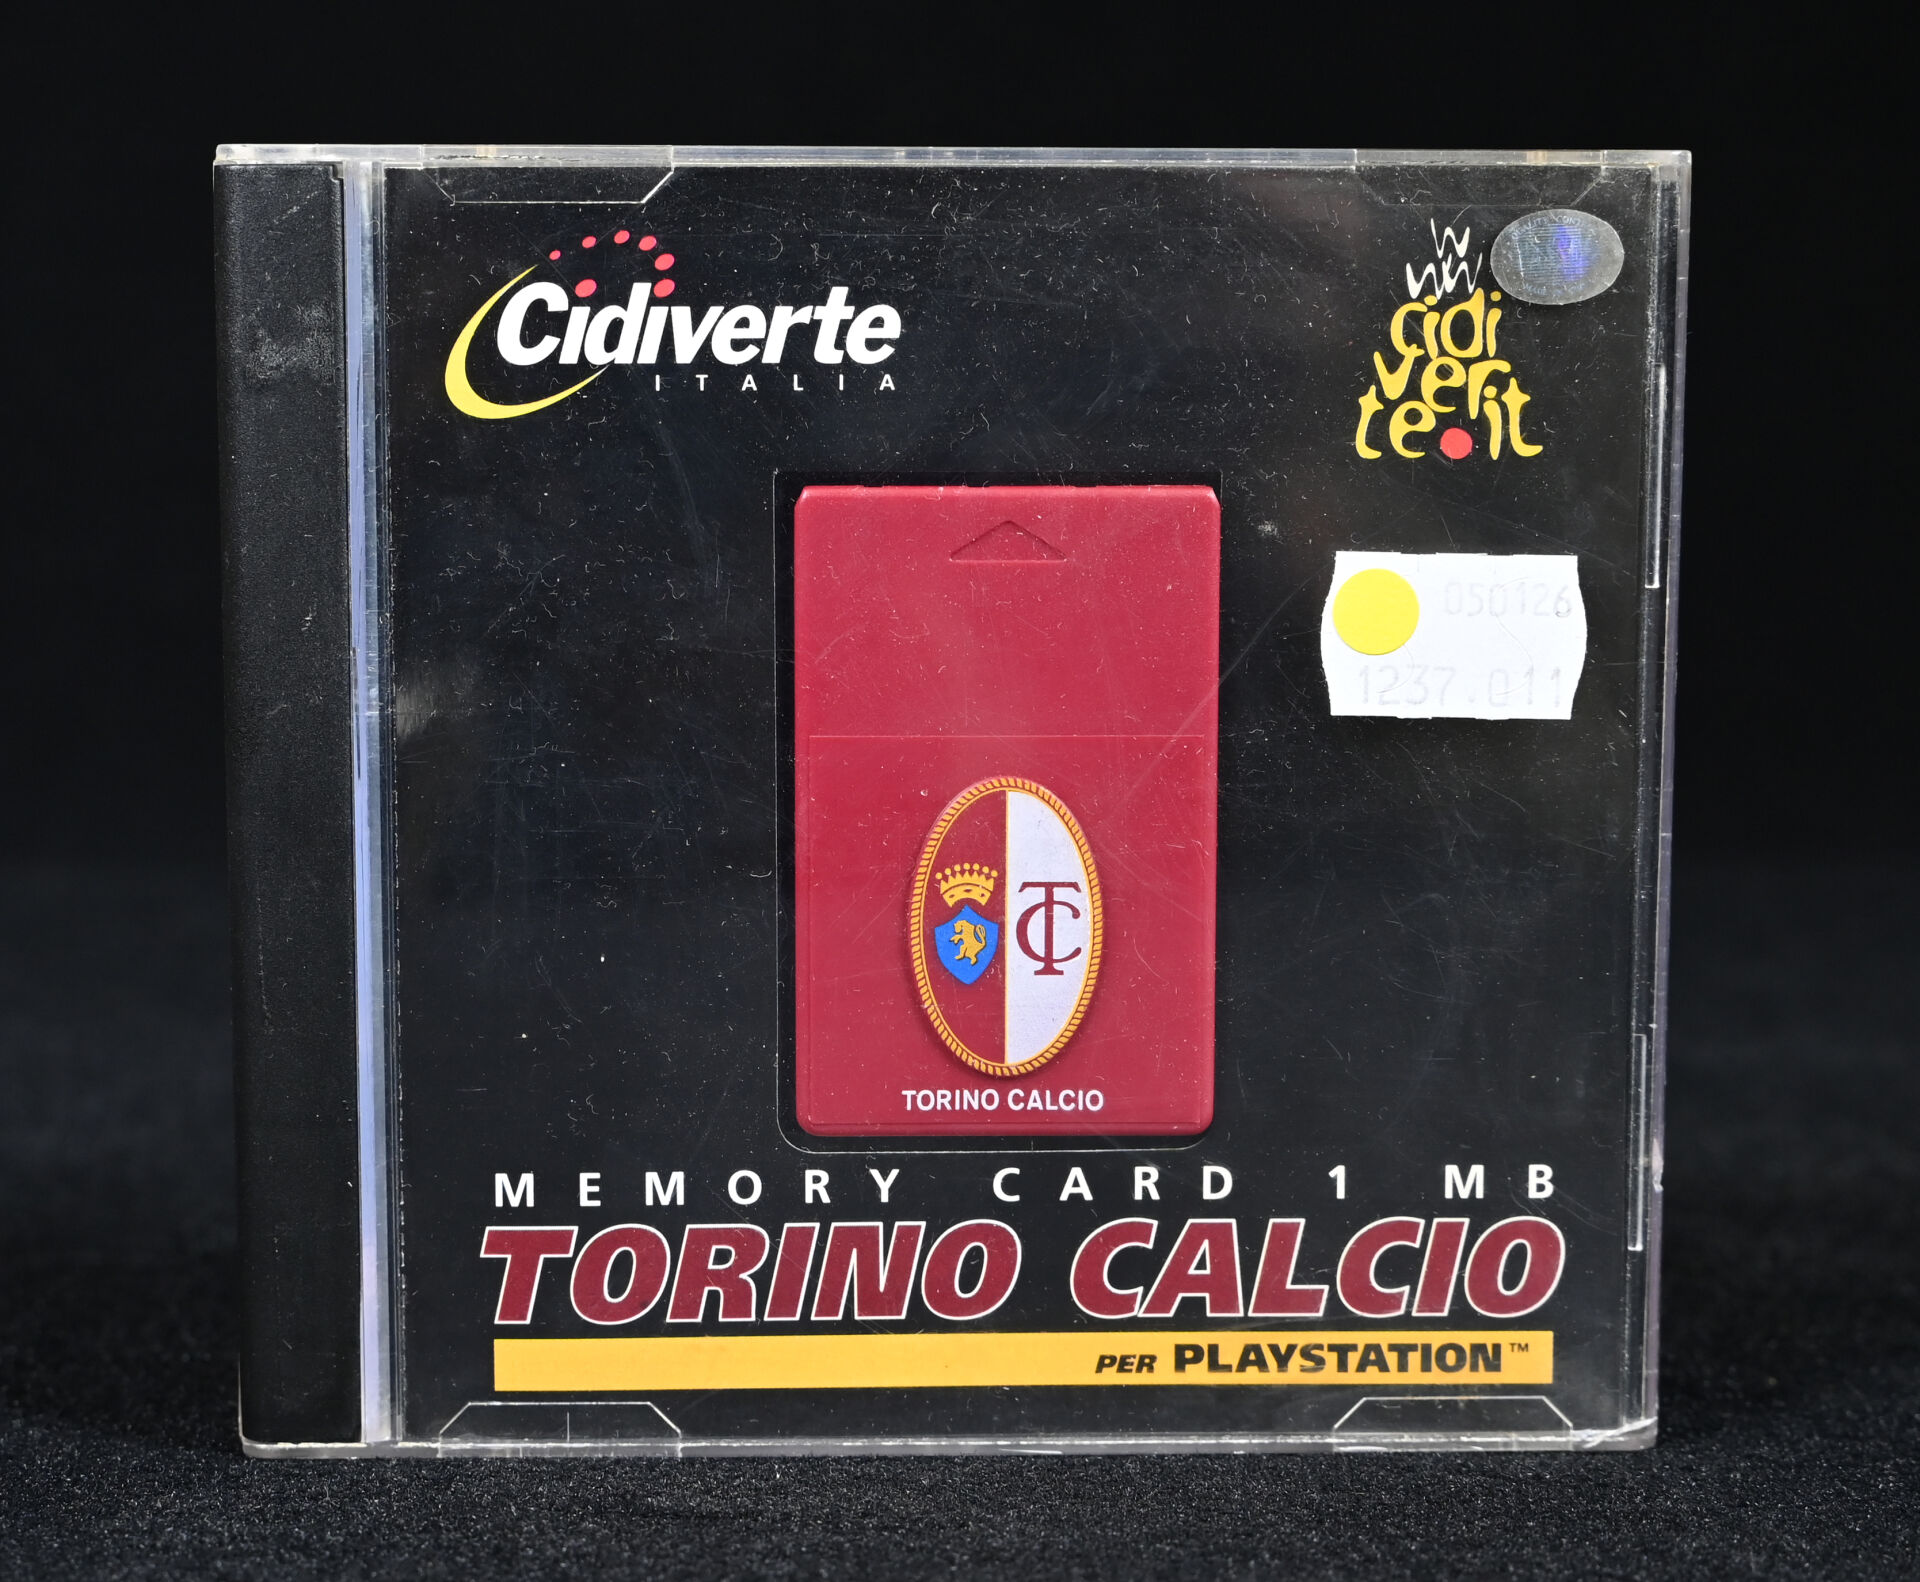 Cidiverte
ITALIA
www
cidi
ver
te.it
050126
1237.011
TC
TORINO CALCIO
MEMORY CARD 1 MB
TORINO CALCIO
PER PLAYSTATION™